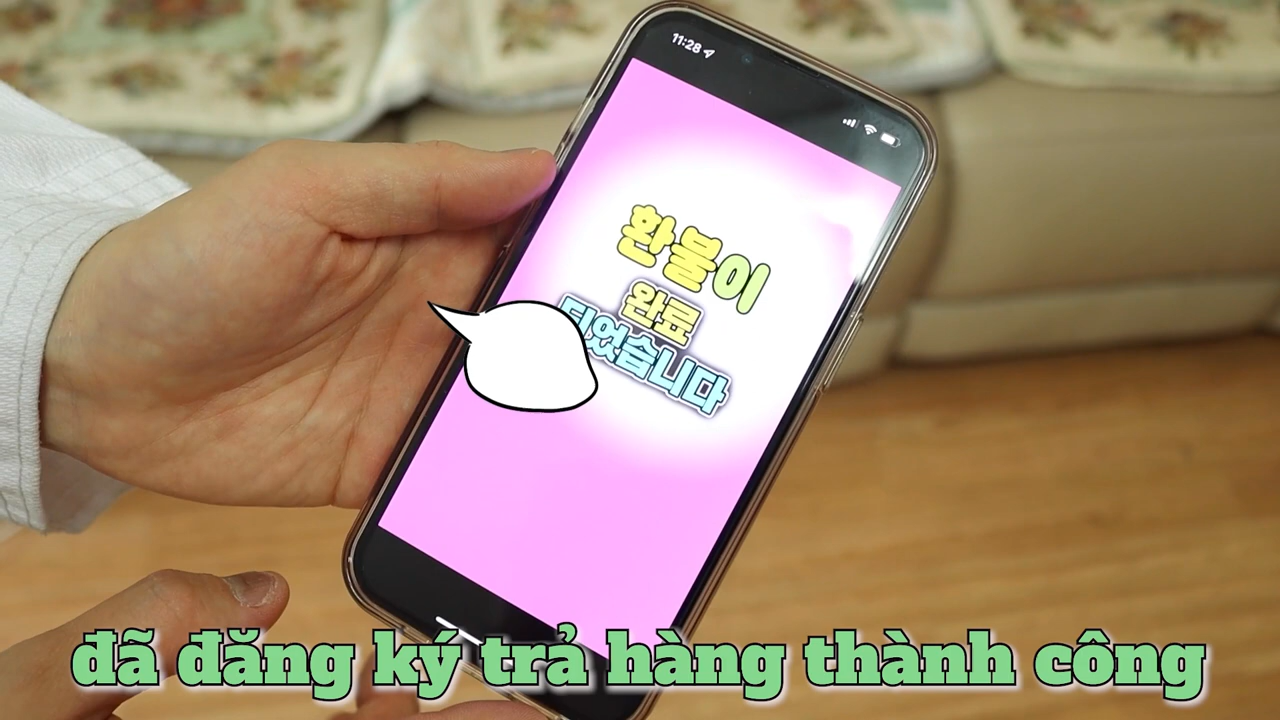 11:28
환불이
완료
되었습니다
đã đăng ký trả hàng thành công